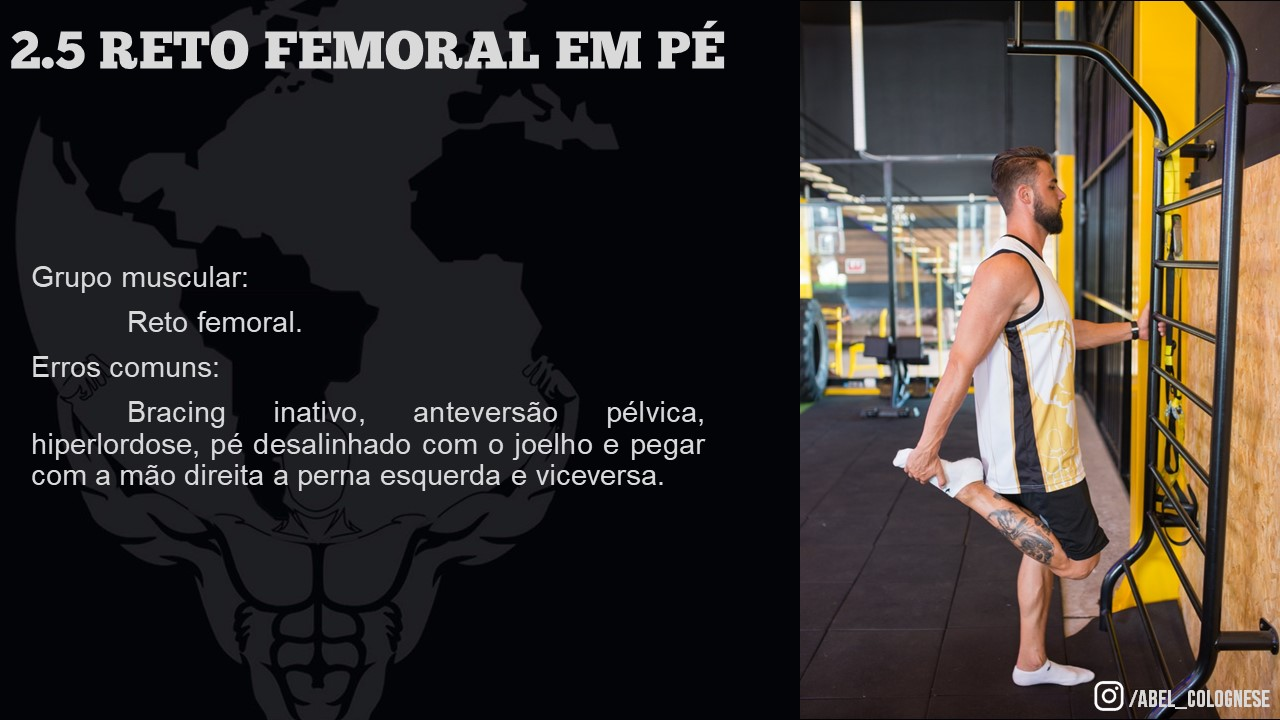 2.5 RETO FEMORAL EM PÉ
Grupo muscular:
Reto femoral.
Erros comuns:
Bracing inativo, anteversão pélvica,
hiperlordose, pé desalinhado com o joelho e pegar
com a mão direita a perna esquerda e viceversa.
/ABEL_COLOGNESE